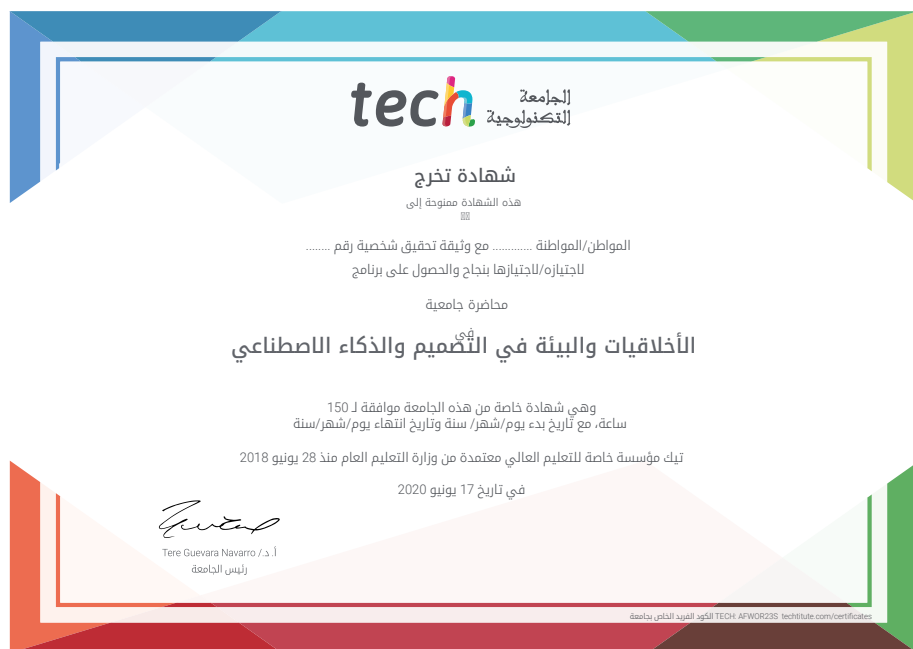 tech الجامعة
التكنولوجية
شهادة تخرج
هذه الشهادة ممنوحة إلى
المواطن/المواطنة ............. مع وثيقة تحقيق شخصية رقم ........
لاجتيازه/لاجتيازها بنجاح والحصول على برنامج
محاضرة جامعية
في
الأخلاقيات والبيئة في التصميم والذكاء الاصطناعي
وهي شهادة خاصة من هذه الجامعة موافقة لـ 150
ساعة، مع تاريخ بدء يوم/شهر/ سنة وتاريخ انتهاء يوم/شهر/سنة
تيك مؤسسة خاصة للتعليم العالي معتمدة من وزارة التعليم العام منذ 28 يونيو 2018
في تاريخ 17 يونيو 2020
أ. د./ Tere Guevara Navarro
رئيس الجامعة
الكود الفريد الخاص بجامعة TECH: AFWOR23S techtitute.com/certificates